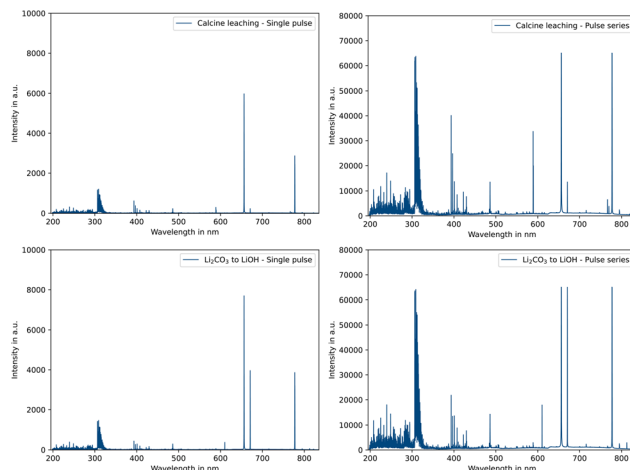 10000
8000
6000
4000
2000
0
Intensity in a.u.
200 300 400 500 600 700 800
Wavelength in nm
Calcine leaching - Single pulse
80000
70000
60000
50000
40000
30000
20000
10000
0
Intensity in a.u.
200 300 400 500 600 700 800
Wavelength in nm
Calcine leaching - Pulse series
10000
8000
6000
4000
2000
0
Intensity in a.u.
200 300 400 500 600 700 800
Wavelength in nm
Li₂CO₃ to LiOH - Single pulse
80000
70000
60000
50000
40000
30000
20000
10000
0
Intensity in a.u.
200 300 400 500 600 700 800
Wavelength in nm
Li₂CO₃ to LiOH - Pulse series